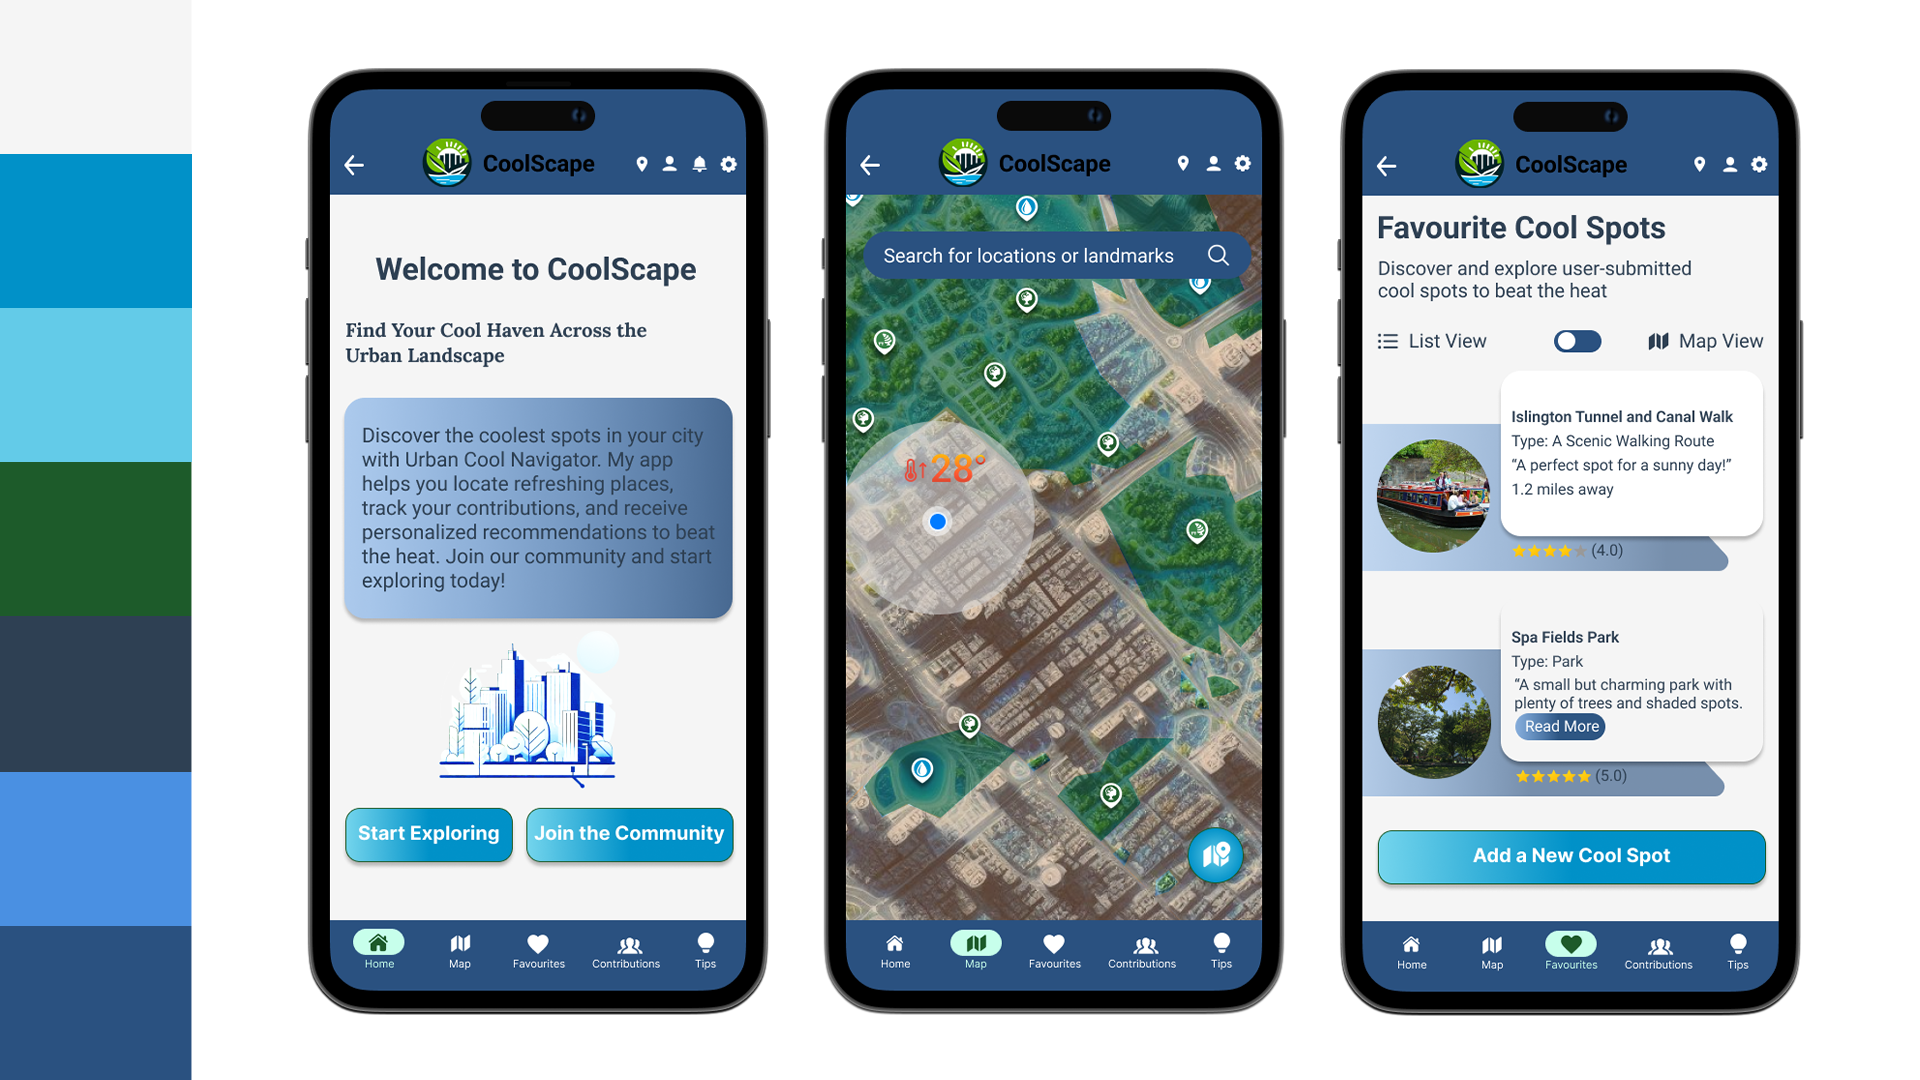 CoolScape
Welcome to CoolScape
Find Your Cool Haven Across the
Urban Landscape
Discover the coolest spots in your city
with Urban Cool Navigator. My app
helps you locate refreshing places,
track your contributions, and receive
personalized recommendations to beat
the heat. Join our community and start
exploring today!
Start Exploring
Join the Community
Home
Map
Favourites
Contributions
Tips
CoolScape
Search for locations or landmarks
28°
Home
Map
Favourites
Contributions
Tips
CoolScape
Favourite Cool Spots
Discover and explore user-submitted
cool spots to beat the heat
List View
Map View
Islington Tunnel and Canal Walk
Type: A Scenic Walking Route
“A perfect spot for a sunny day!”
1.2 miles away
(4.0)
Spa Fields Park
Type: Park
“A small but charming park with
plenty of trees and shaded spots.
Read More
(5.0)
Add a New Cool Spot
Home
Map
Favourites
Contributions
Tips